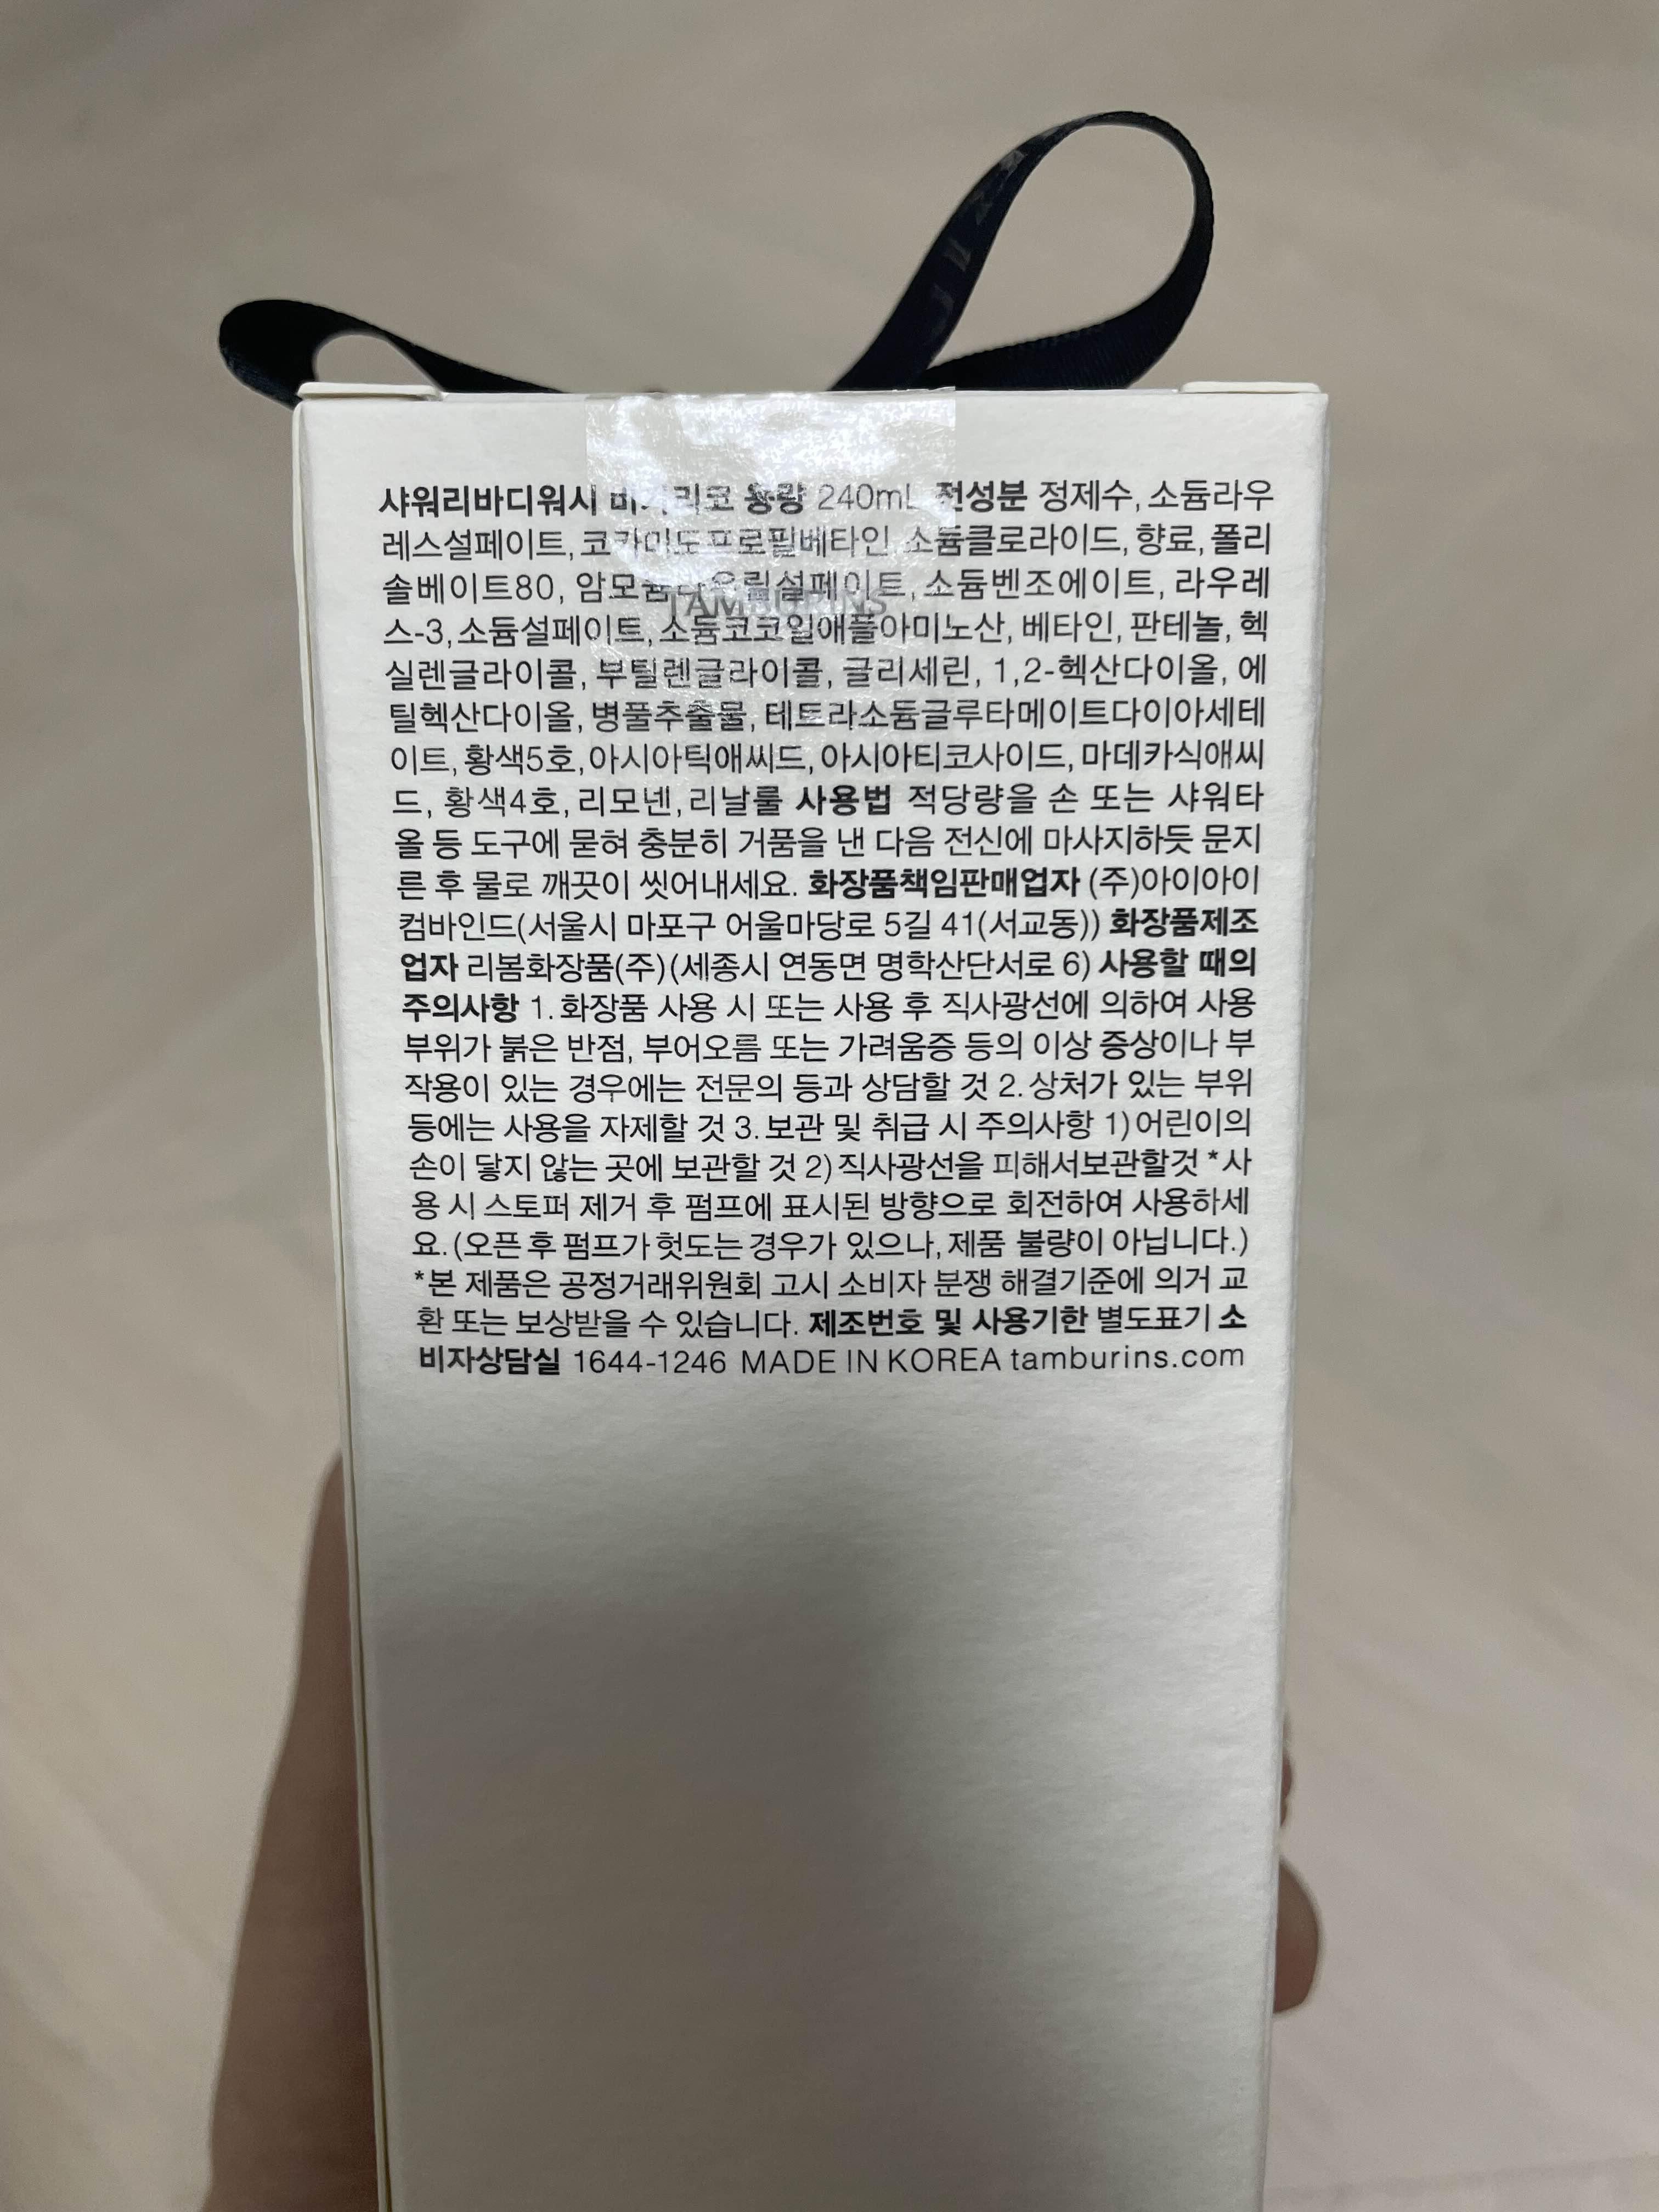 샤워리바디워시 용량 240mL 전성분 정제수, 소듐라우
레스설페이트, 코카미도프로필베타인, 소듐클로라이드, 향료, 폴리
솔베이트80, 암모늄라우릴설페이트, 소듐벤조에이트, 라우레
TAMBURINS
스-3, 소듐설페이트, 소듐코코일애플아미노산, 베타인, 판테놀, 헥
실렌글라이콜, 부틸렌글라이콜, 글리세린, 1,2-헥산다이올, 에
틸헥산다이올, 병풀추출물, 테트라소듐글루타메이트다이아세테
이트, 황색5호, 아시아틱애씨드, 아시아티코사이드, 마데카식애씨
드, 황색4호, 리모넨, 리날룰 사용법 적당량을 손 또는 샤워타
올 등 도구에 묻혀 충분히 거품을 낸 다음 전신에 마사지하듯 문지
른 후 물로 깨끗이 씻어내세요. 화장품책임판매업자 (주)아이아이
컴바인드(서울시 마포구 어울마당로 5길 41(서교동)) 화장품제조
업자 리봄화장품(주)(세종시 연동면 명학산단서로 6) 사용할 때의
주의사항 1. 화장품 사용 시 또는 사용 후 직사광선에 의하여 사용
부위가 붉은 반점, 부어오름 또는 가려움증 등의 이상 증상이나 부
작용이 있는 경우에는 전문의 등과 상담할 것 2. 상처가 있는 부위
등에는 사용을 자제할 것 3. 보관 및 취급 시 주의사항 1)어린이의
손이 닿지 않는 곳에 보관할 것 2)직사광선을 피해서보관할것 *사
용 시 스토퍼 제거 후 펌프에 표시된 방향으로 회전하여 사용하세
요. (오픈 후 펌프가 헛도는 경우가 있으나, 제품 불량이 아닙니다.)
*본 제품은 공정거래위원회 고시 소비자 분쟁 해결기준에 의거 교
환 또는 보상받을 수 있습니다. 제조번호 및 사용기한 별도표기 소
비자상담실 1644-1246 MADE IN KOREA tamburins.com